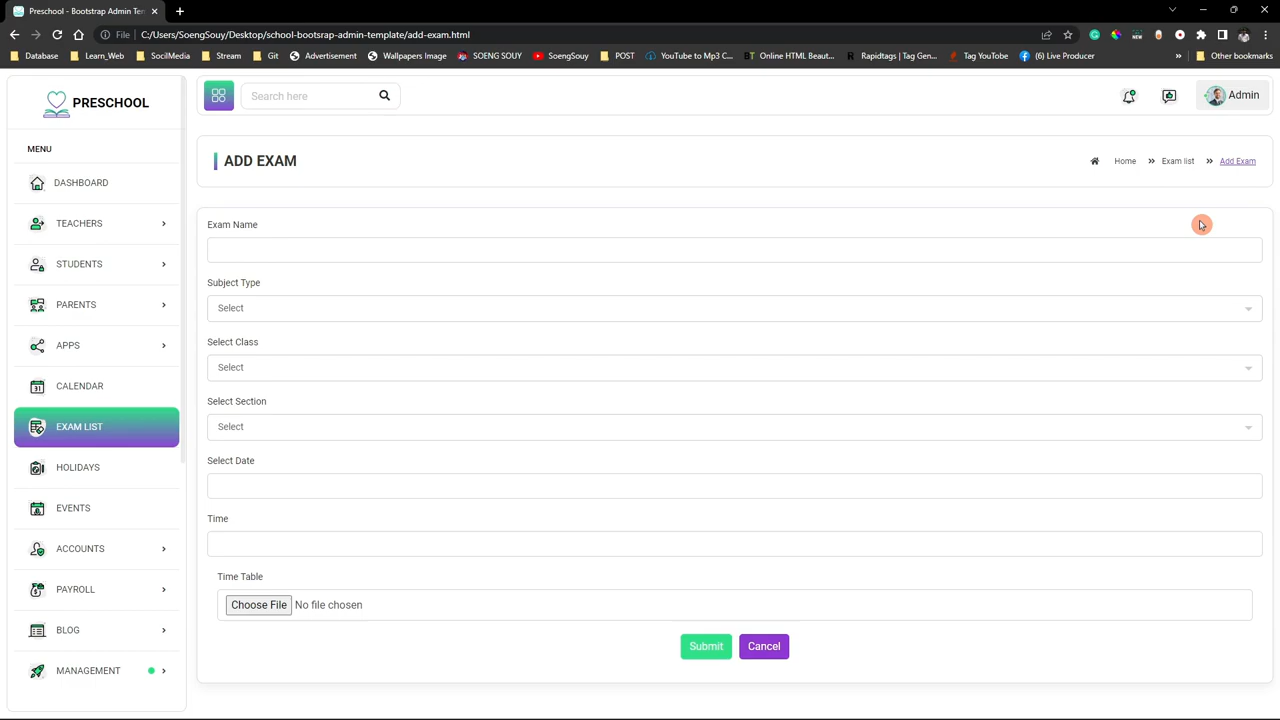 Preschool - Bootstrap Admin Tem
File C:/Users/SoengSouy/Desktop/school-bootsrap-admin-template/add-exam.html
Database Learn_Web SocilMedia Stream Git Advertisement Wallpapers Image SOENG SOUY SoengSouy POST YouTube to Mp3 C... Online HTML Beaut... Rapidtags | Tag Gen... Tag YouTube (6) Live Producer » Other bookmarks
PRESCHOOL
Search here
Admin
MENU
ADD EXAM
Home » Exam list » Add Exam
DASHBOARD
TEACHERS
STUDENTS
PARENTS
APPS
CALENDAR
EXAM LIST
HOLIDAYS
EVENTS
ACCOUNTS
PAYROLL
BLOG
MANAGEMENT
Exam Name
Subject Type
Select
Select Class
Select
Select Section
Select
Select Date
Time
Time Table
Choose File No file chosen
Submit Cancel